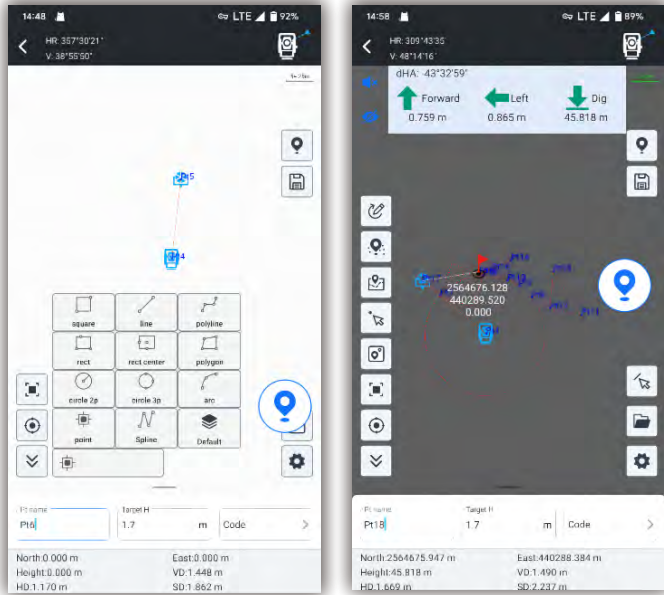 14:48
LTE
92%
HR: 357°30'21"
V: 38°55'50"
Pt5
square
line
polyline
rect
rect center
polygon
circle 2p
circle 3p
arc
point
Spline
Default
Pt name
Pt6
Target H
1.7 m
Code
North:0.000 m
East:0.000 m
Height:0.000 m
VD:1.448 m
HD:1.170 m
SD:1.862 m
14:58
LTE
89%
HR: 309°43'35"
V: 48°14'16"
dHA: -43°32'59"
Forward
Left
Dig
0.759 m
0.865 m
45.818 m
2564676.128
440289.520
0.000
Pt name
Pt18
Target H
1.7 m
Code
North:2564675.947 m
East:440288.384 m
Height:45.818 m
VD:1.490 m
HD:1.669 m
SD:2.237 m